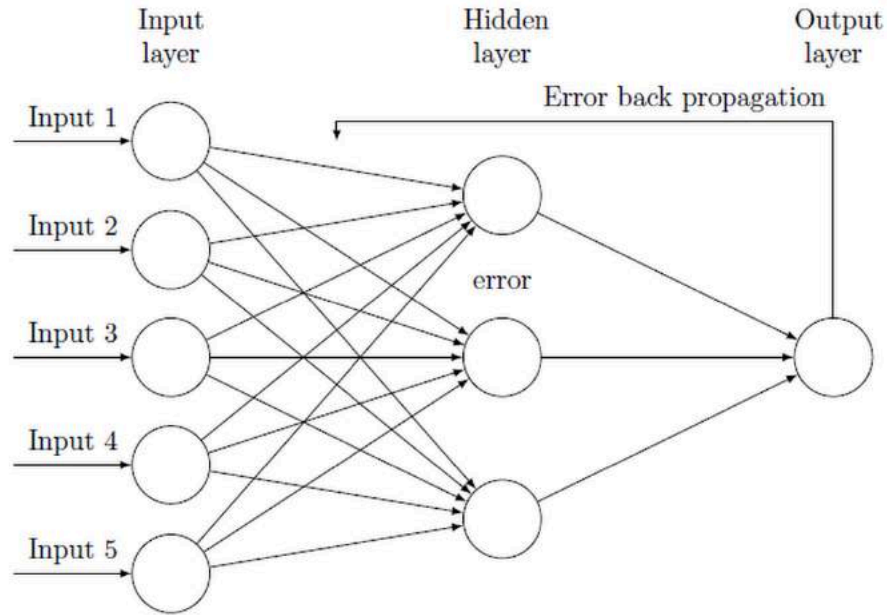 Input
layer
Hidden
layer
Output
layer
Error back propagation
Input 1
Input 2
error
Input 3
Input 4
Input 5